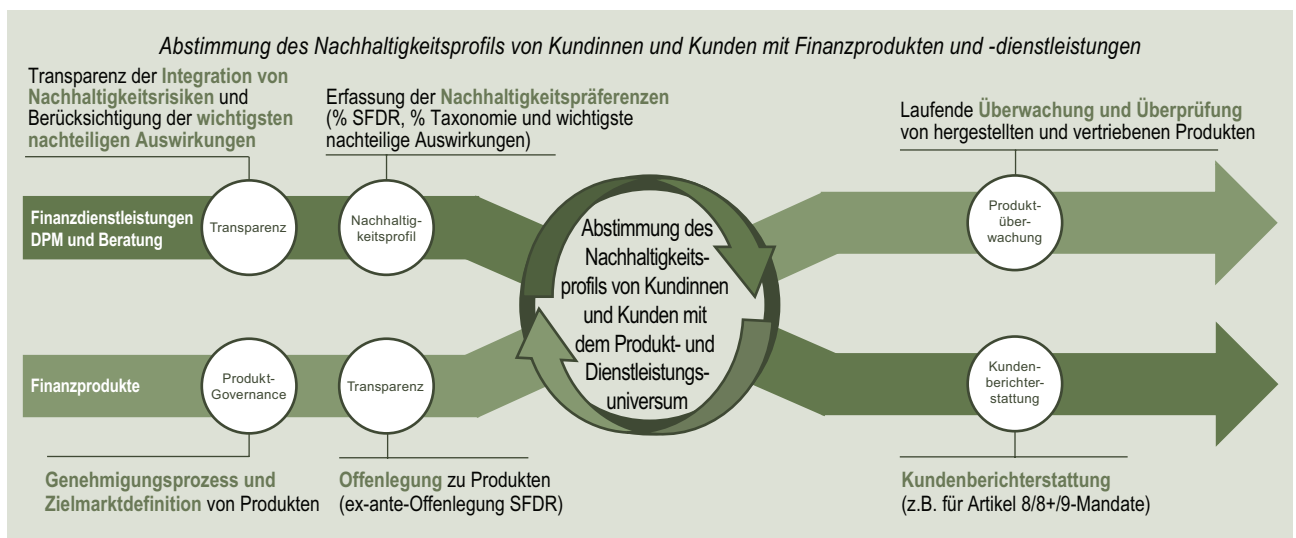 Abstimmung des Nachhaltigkeitsprofils von Kundinnen und Kunden mit Finanzprodukten und -dienstleistungen
Transparenz der Integration von
Nachhaltigkeitsrisiken und
Berücksichtigung der wichtigsten
nachteiligen Auswirkungen
Erfassung der Nachhaltigkeitspräferenzen
(% SFDR, % Taxonomie und wichtigste
nachteilige Auswirkungen)
Laufende Überwachung und Überprüfung
von hergestellten und vertriebenen Produkten
Finanzdienstleistungen
DPM und Beratung
Transparenz
Nachhaltig-
keitsprofil
Abstimmung des
Nachhaltigkeits-
profils von Kundinnen
und Kunden mit
dem Produkt- und
Dienstleistungs-
universum
Produkt-
über-
wachung
Finanzprodukte
Produkt-
Governance
Transparenz
Kunden-
berichter-
stattung
Genehmigungsprozess und
Zielmarktdefinition von Produkten
Offenlegung zu Produkten
(ex-ante-Offenlegung SFDR)
Kundenberichterstattung
(z.B. für Artikel 8/8+/9-Mandate)